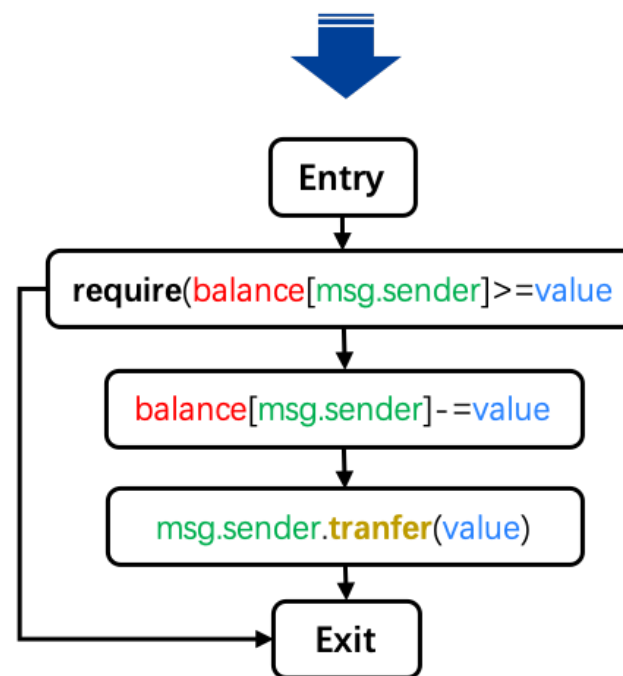 Entry
require(balance[msg.sender]>=value
balance[msg.sender]-=value
msg.sender.tranfer(value)
Exit